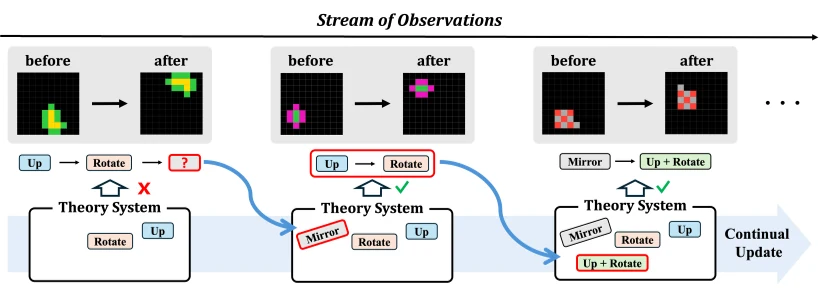 Stream of Observations
before after
before after
before after
. . .
Up Rotate ?
Up Rotate
Mirror Up + Rotate
X
Theory System
Rotate Up
Theory System
Mirror Rotate Up
Theory System
Mirror Rotate Up
Up + Rotate
Continual
Update